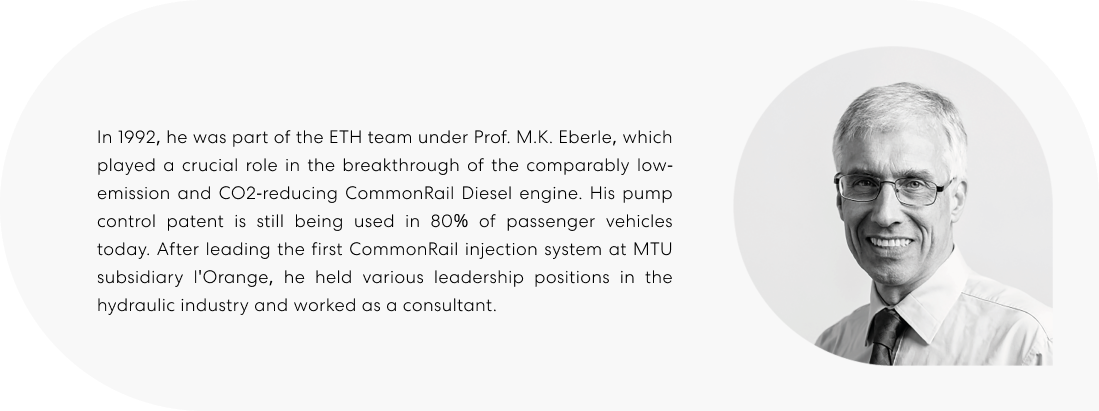 In 1992, he was part of the ETH team under Prof. M.K. Eberle, which
played a crucial role in the breakthrough of the comparably low-
emission and CO2-reducing CommonRail Diesel engine. His pump
control patent is still being used in 80% of passenger vehicles
today. After leading the first CommonRail injection system at MTU
subsidiary l'Orange, he held various leadership positions in the
hydraulic industry and worked as a consultant.